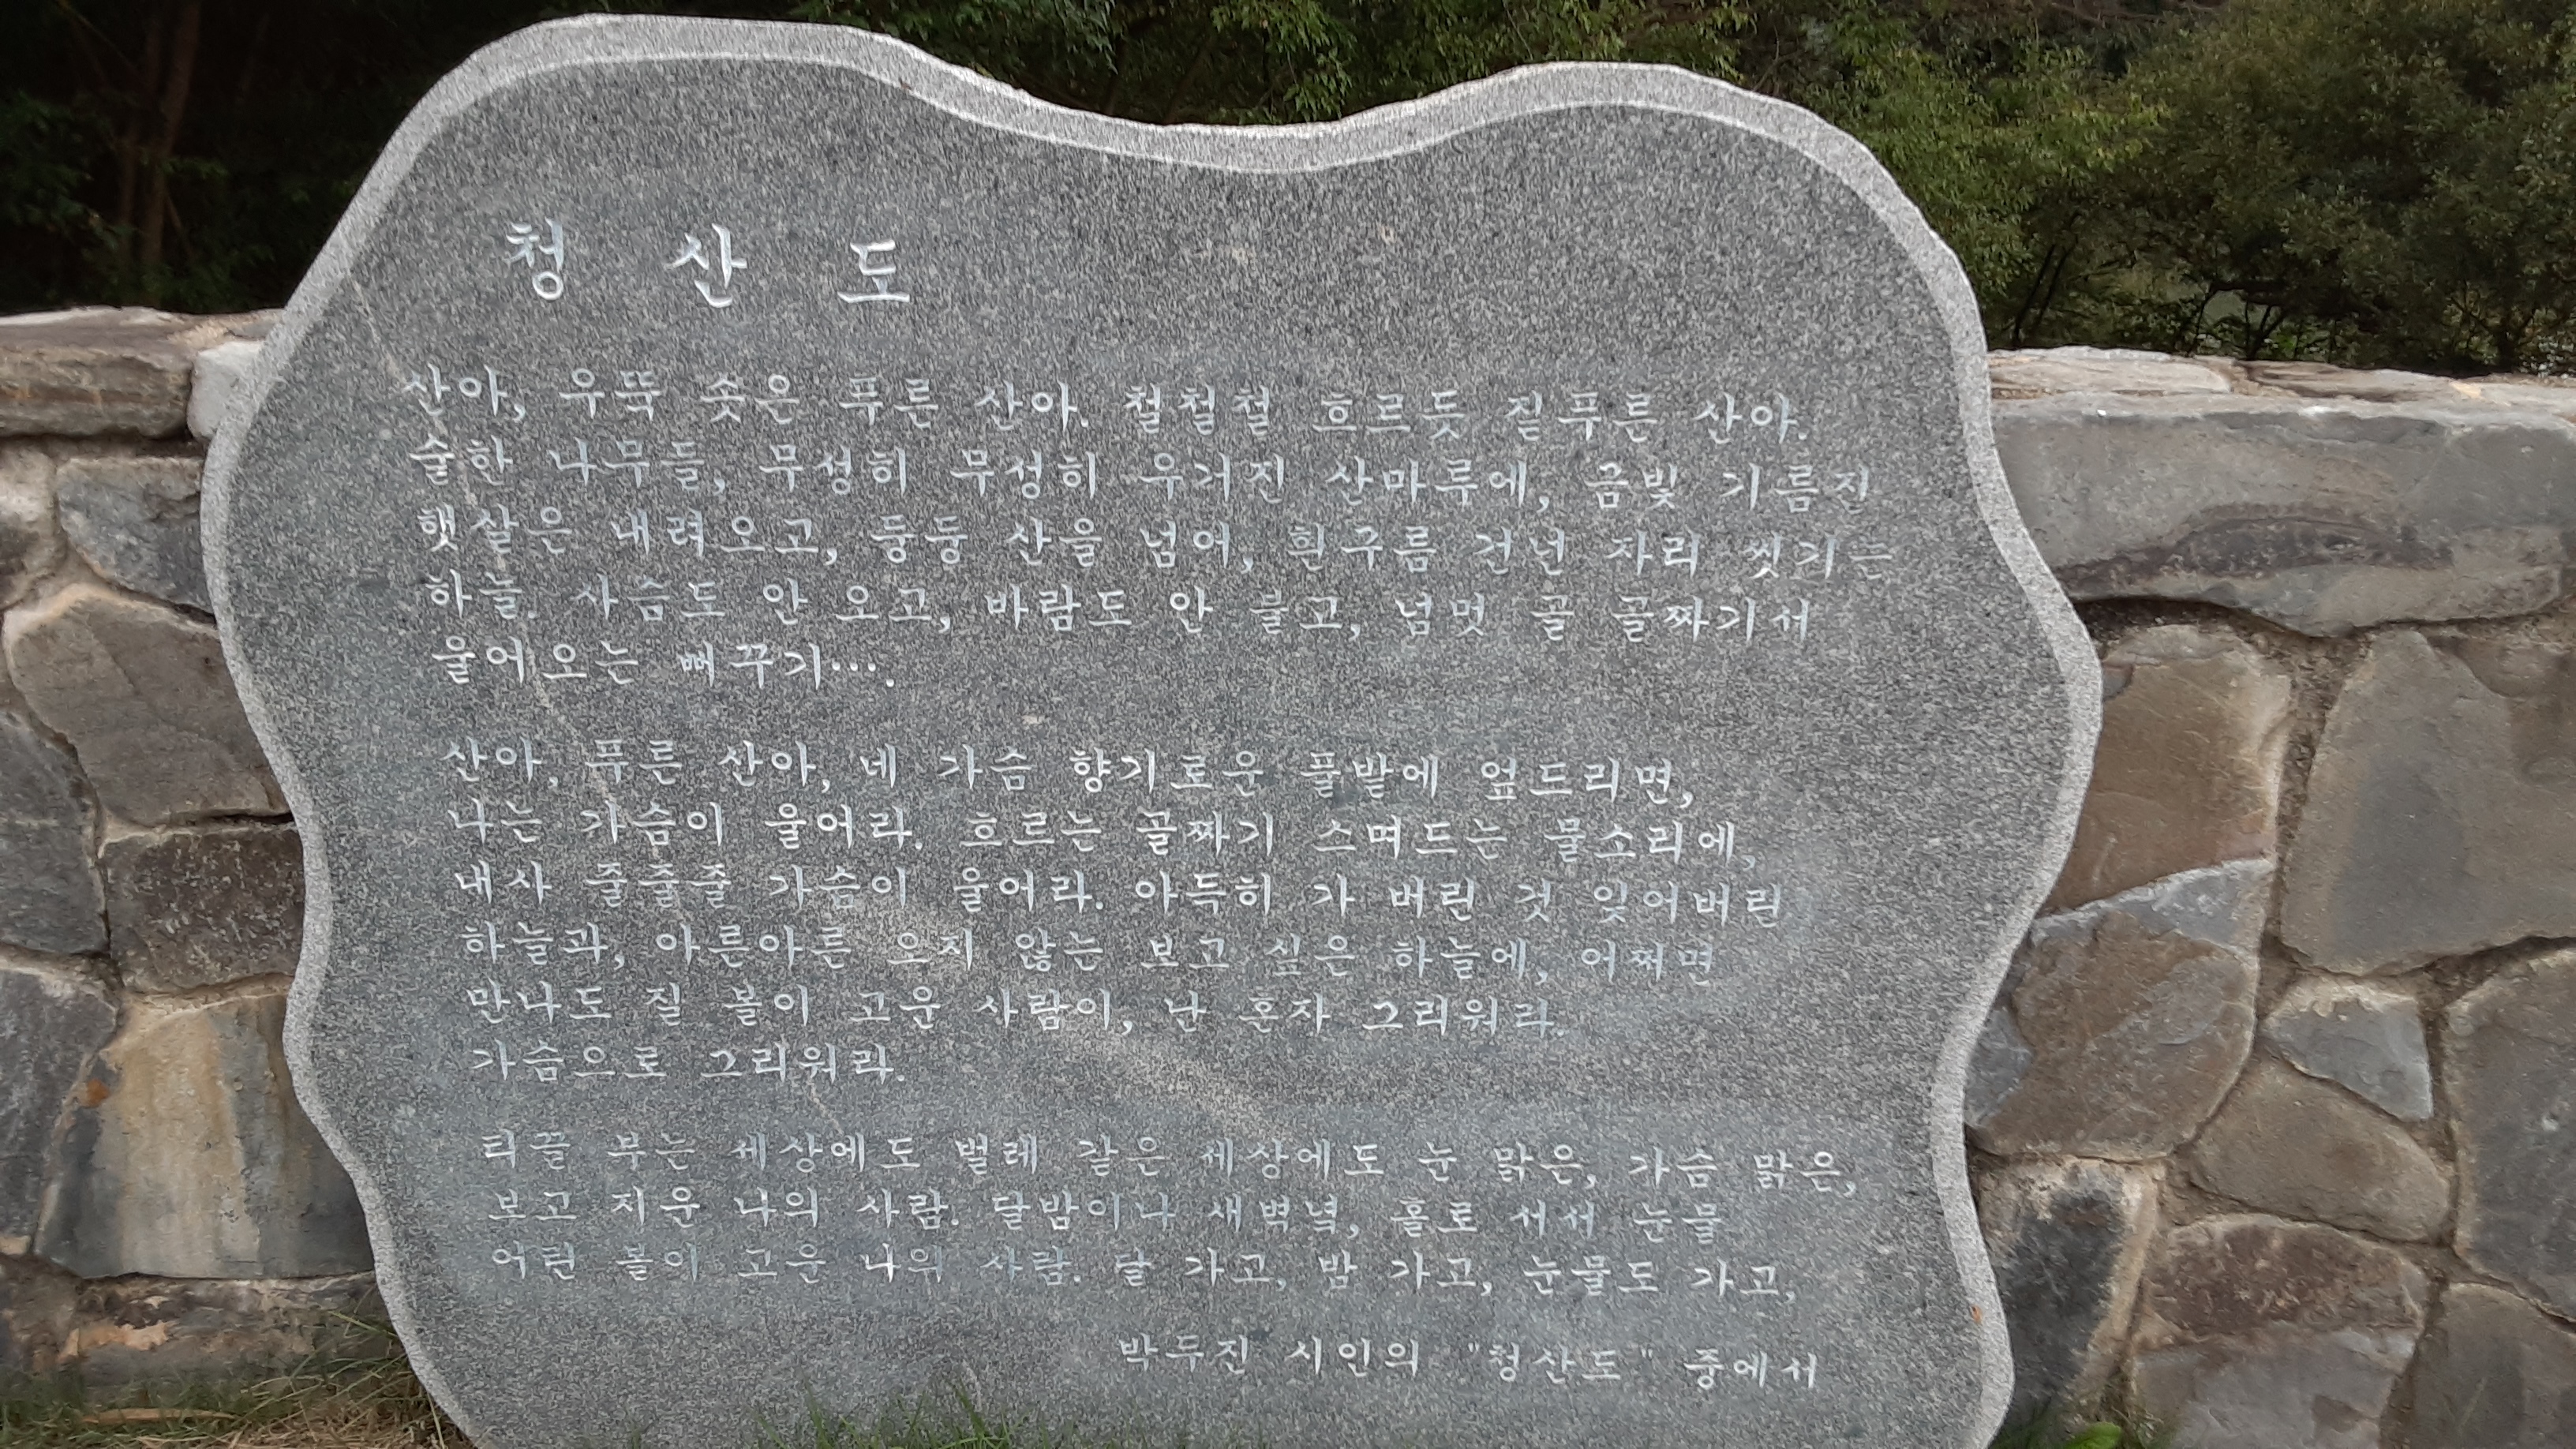 청 산 도
산아, 우뚝 솟은 푸른 산아. 철철철 흐르듯 짙푸른 산아.
숱한 나무들, 무성히 무성히 우거진 산마루에, 금빛 기름진
햇살은 내려오고, 둥둥 산을 넘어, 흰구름 건넌 자리 씻기는
하늘. 사슴도 안 오고, 바람도 안 불고, 넘멋 골 골짜기서
울어오는 뻐꾸기….
산아, 푸른 산아, 네 가슴 향기로운 풀밭에 엎드리면,
나는 가슴이 울어라. 흐르는 골짜기 스며드는 물소리에,
내사 줄줄줄 가슴이 울어라. 아득히 가 버린 것 잊어버린
하늘과, 아른아른 오지 않는 보고 싶은 하늘에, 어쩌면
만나도 질 볼이 고운 사람이, 난 혼자 그리워라.
가슴으로 그리워라.
티끌 부는 세상에도 벌레 같은 세상에도 눈 맑은, 가슴 맑은,
보고 지운 나의 사람. 달밤이나 새벽녘, 홀로 서서 눈물
어린 볼이 고운 나의 사람. 달 가고, 밤 가고, 눈물도 가고,
박두진 시인의 "청산도" 중에서